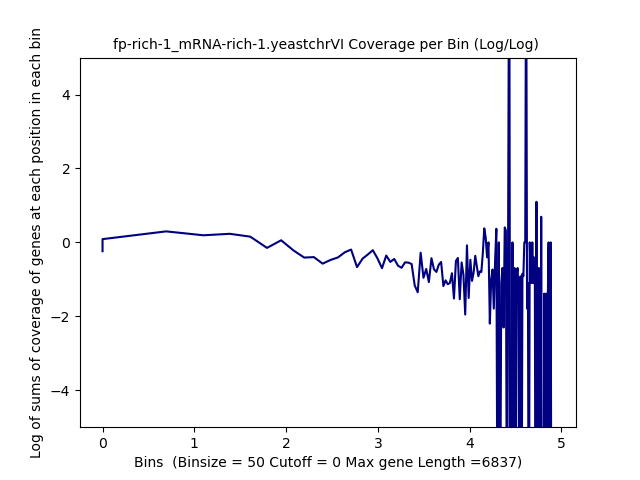 fp-rich-1_mRNA-rich-1.yeastchrVI Coverage per Bin (Log/Log)
Log of sums of coverage of genes at each position in each bin
4
2
0
−2
−4
0 1 2 3 4 5
Bins  (Binsize = 50 Cutoff = 0 Max gene Length =6837)